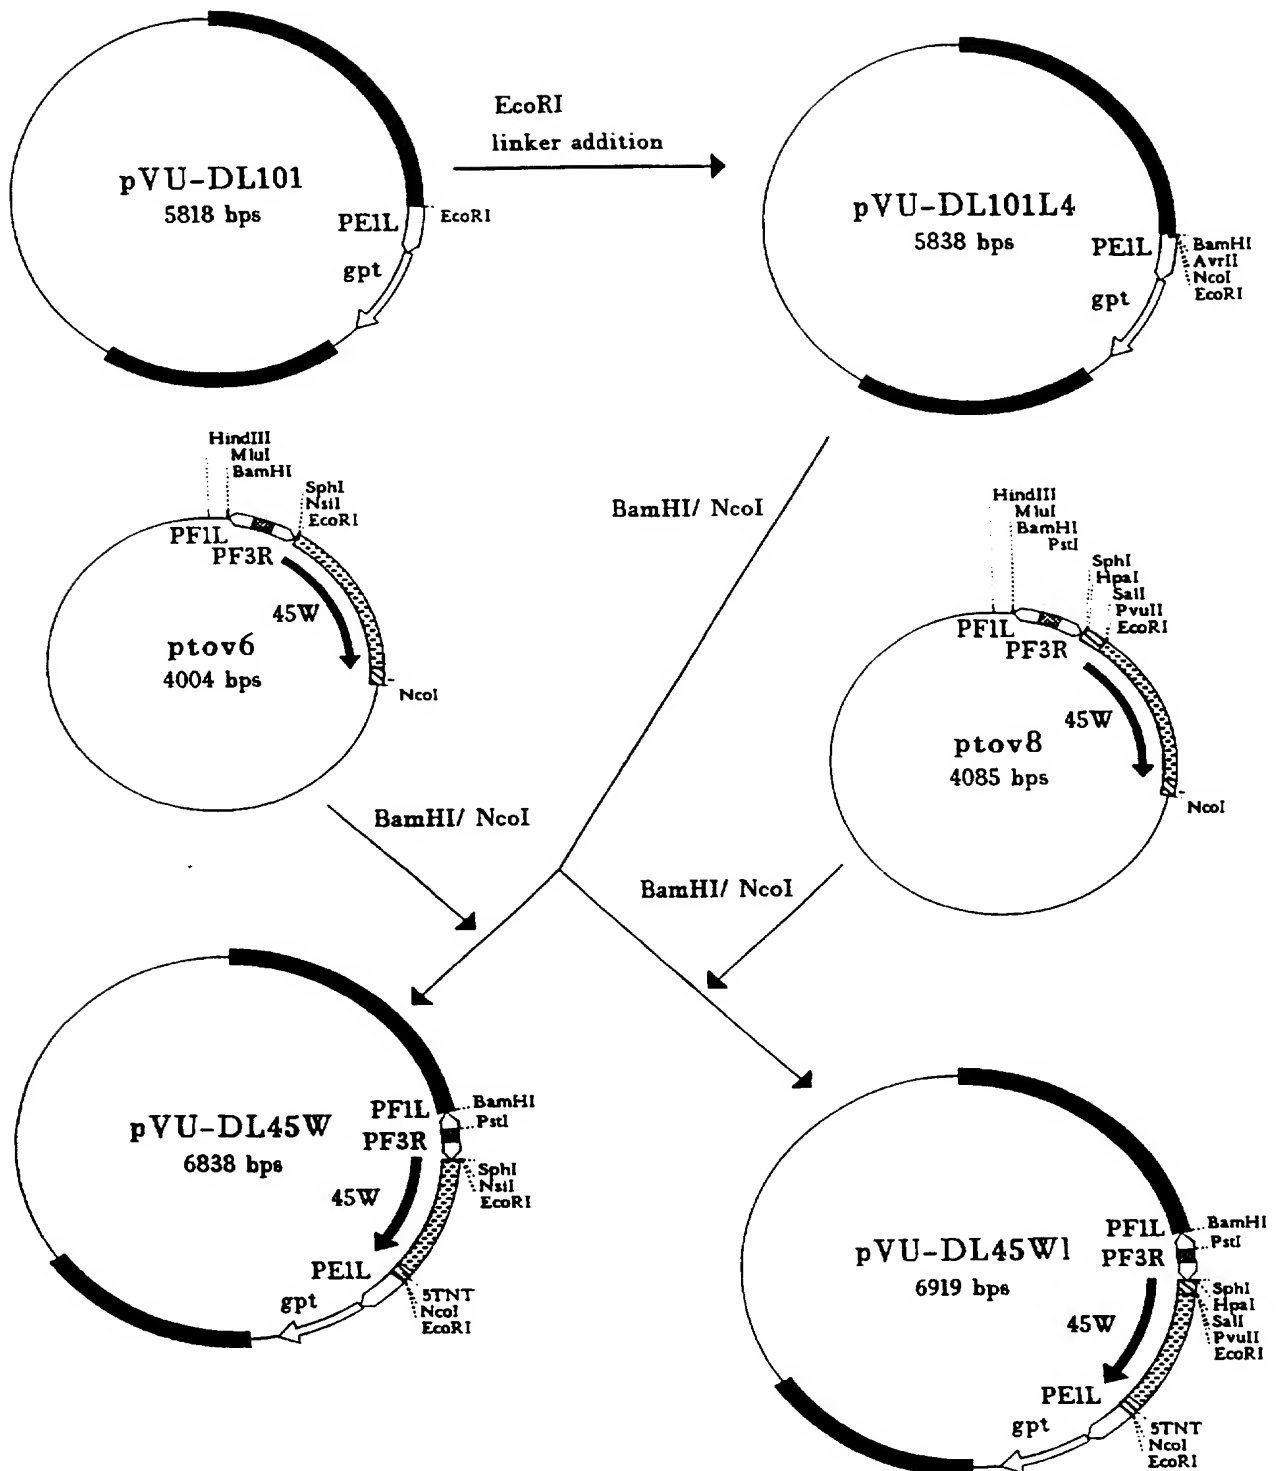 EcoRI
linker addition
pVU-DL101
5818 bps
PE1L
EcoRI
gpt
pVU-DL101L4
5838 bps
PE1L
BamHI
AvrII
NcoI
EcoRI
gpt
HindIII
MluI
BamHI
SphI
NsiI
EcoRI
PF1L
PF3R
45W
ptov6
4004 bps
NcoI
BamHI/ NcoI
HindIII
MluI
BamHI
PstI
SphI
HpaI
SalI
PvuII
EcoRI
PF1L
PF3R
45W
ptov8
4085 bps
NcoI
BamHI/ NcoI
BamHI/ NcoI
pVU-DL45W
6838 bps
PF1L
PF3R
BamHI
PstI
SphI
NsiI
EcoRI
45W
PE1L
gpt
5TNT
NcoI
EcoRI
pVU-DL45W1
6919 bps
PF1L
PF3R
BamHI
PstI
SphI
HpaI
SalI
PvuII
EcoRI
45W
PE1L
gpt
5TNT
NcoI
EcoRI